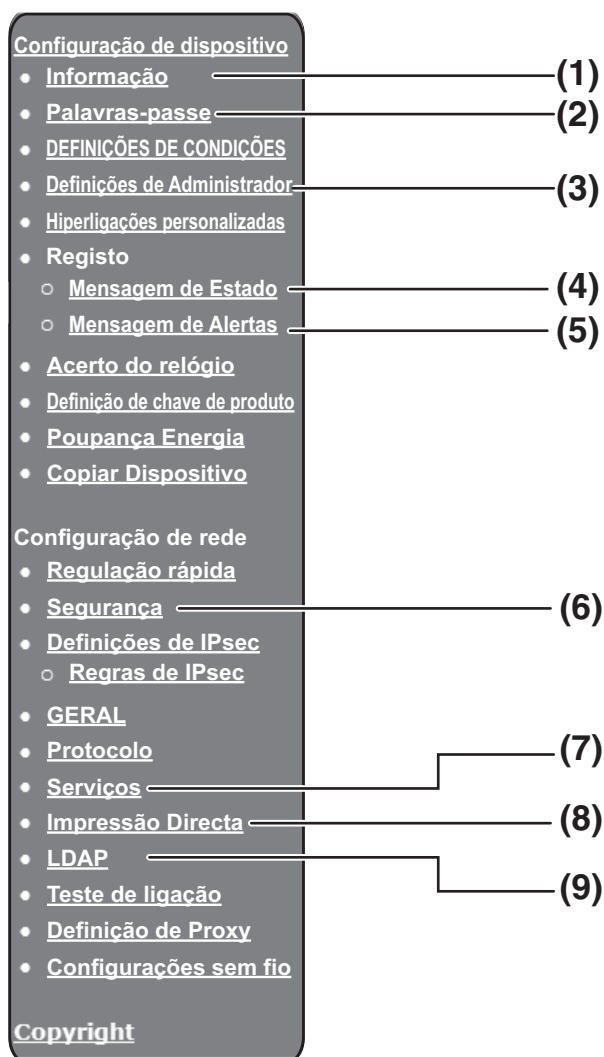 Configuração de dispositivo
Informação (1)
Palavras-passe (2)
DEFINIÇÕES DE CONDIÇÕES
Definições de Administrador (3)
Hiperligações personalizadas
Registo
Mensagem de Estado (4)
Mensagem de Alertas (5)
Acerto do relógio
Definição de chave de produto
Poupança Energia
Copiar Dispositivo
Configuração de rede
Regulação rápida
Segurança (6)
Definições de IPsec
Regras de IPsec
GERAL
Protocolo
Serviços (7)
Impressão Directa (8)
LDAP (9)
Teste de ligação
Definição de Proxy
Configurações sem fio
Copyright